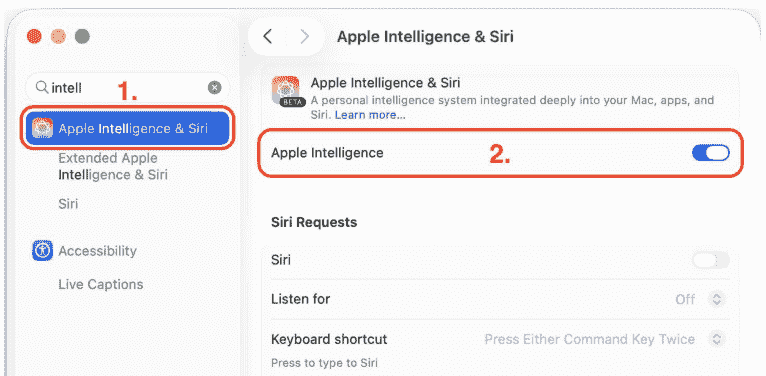 Apple Intelligence & Siri
intell
1.
Apple Intelligence & Siri
Extended Apple
Intelligence & Siri
Siri
Accessibility
Live Captions
BETA
Apple Intelligence & Siri
A personal intelligence system integrated deeply into your Mac, apps, and
Siri. Learn more...
Apple Intelligence
2.
Siri Requests
Siri
Listen for Off
Keyboard shortcut Press Either Command Key Twice
Press to type to Siri